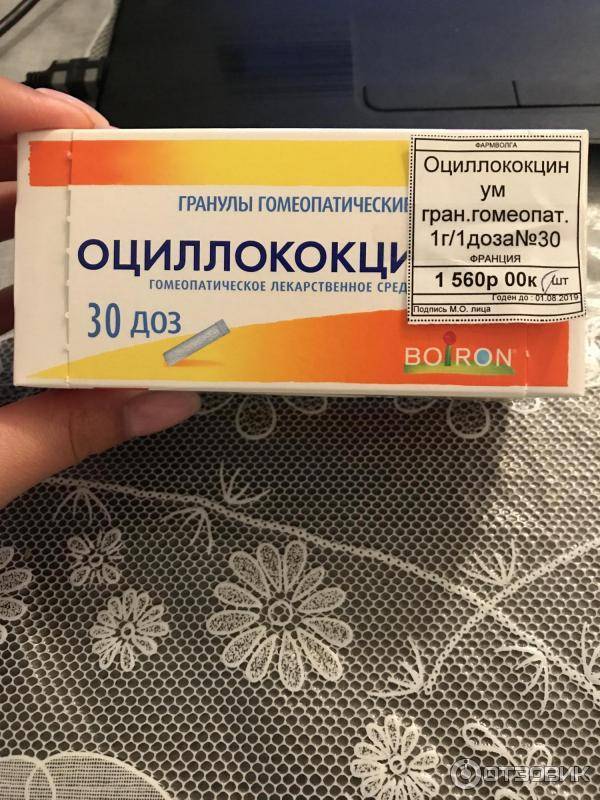 ГРАНУЛЫ ГОМЕОПАТИЧЕСКИ
ОЦИЛЛОКОКЦИ
ГОМЕОПАТИЧЕСКОЕ ЛЕКАРСТВЕННОЕ СРЕД
30 ДОЗ
BOIRON
ФАРМВОЛГА
Оциллококцин
ум
гран.гомеопат.
1г/1доза№30
ФРАНЦИЯ
1 560р 00к /шт
Годен до : 01.08.2019
Подпись М.О. лица
ОТЗОВИК